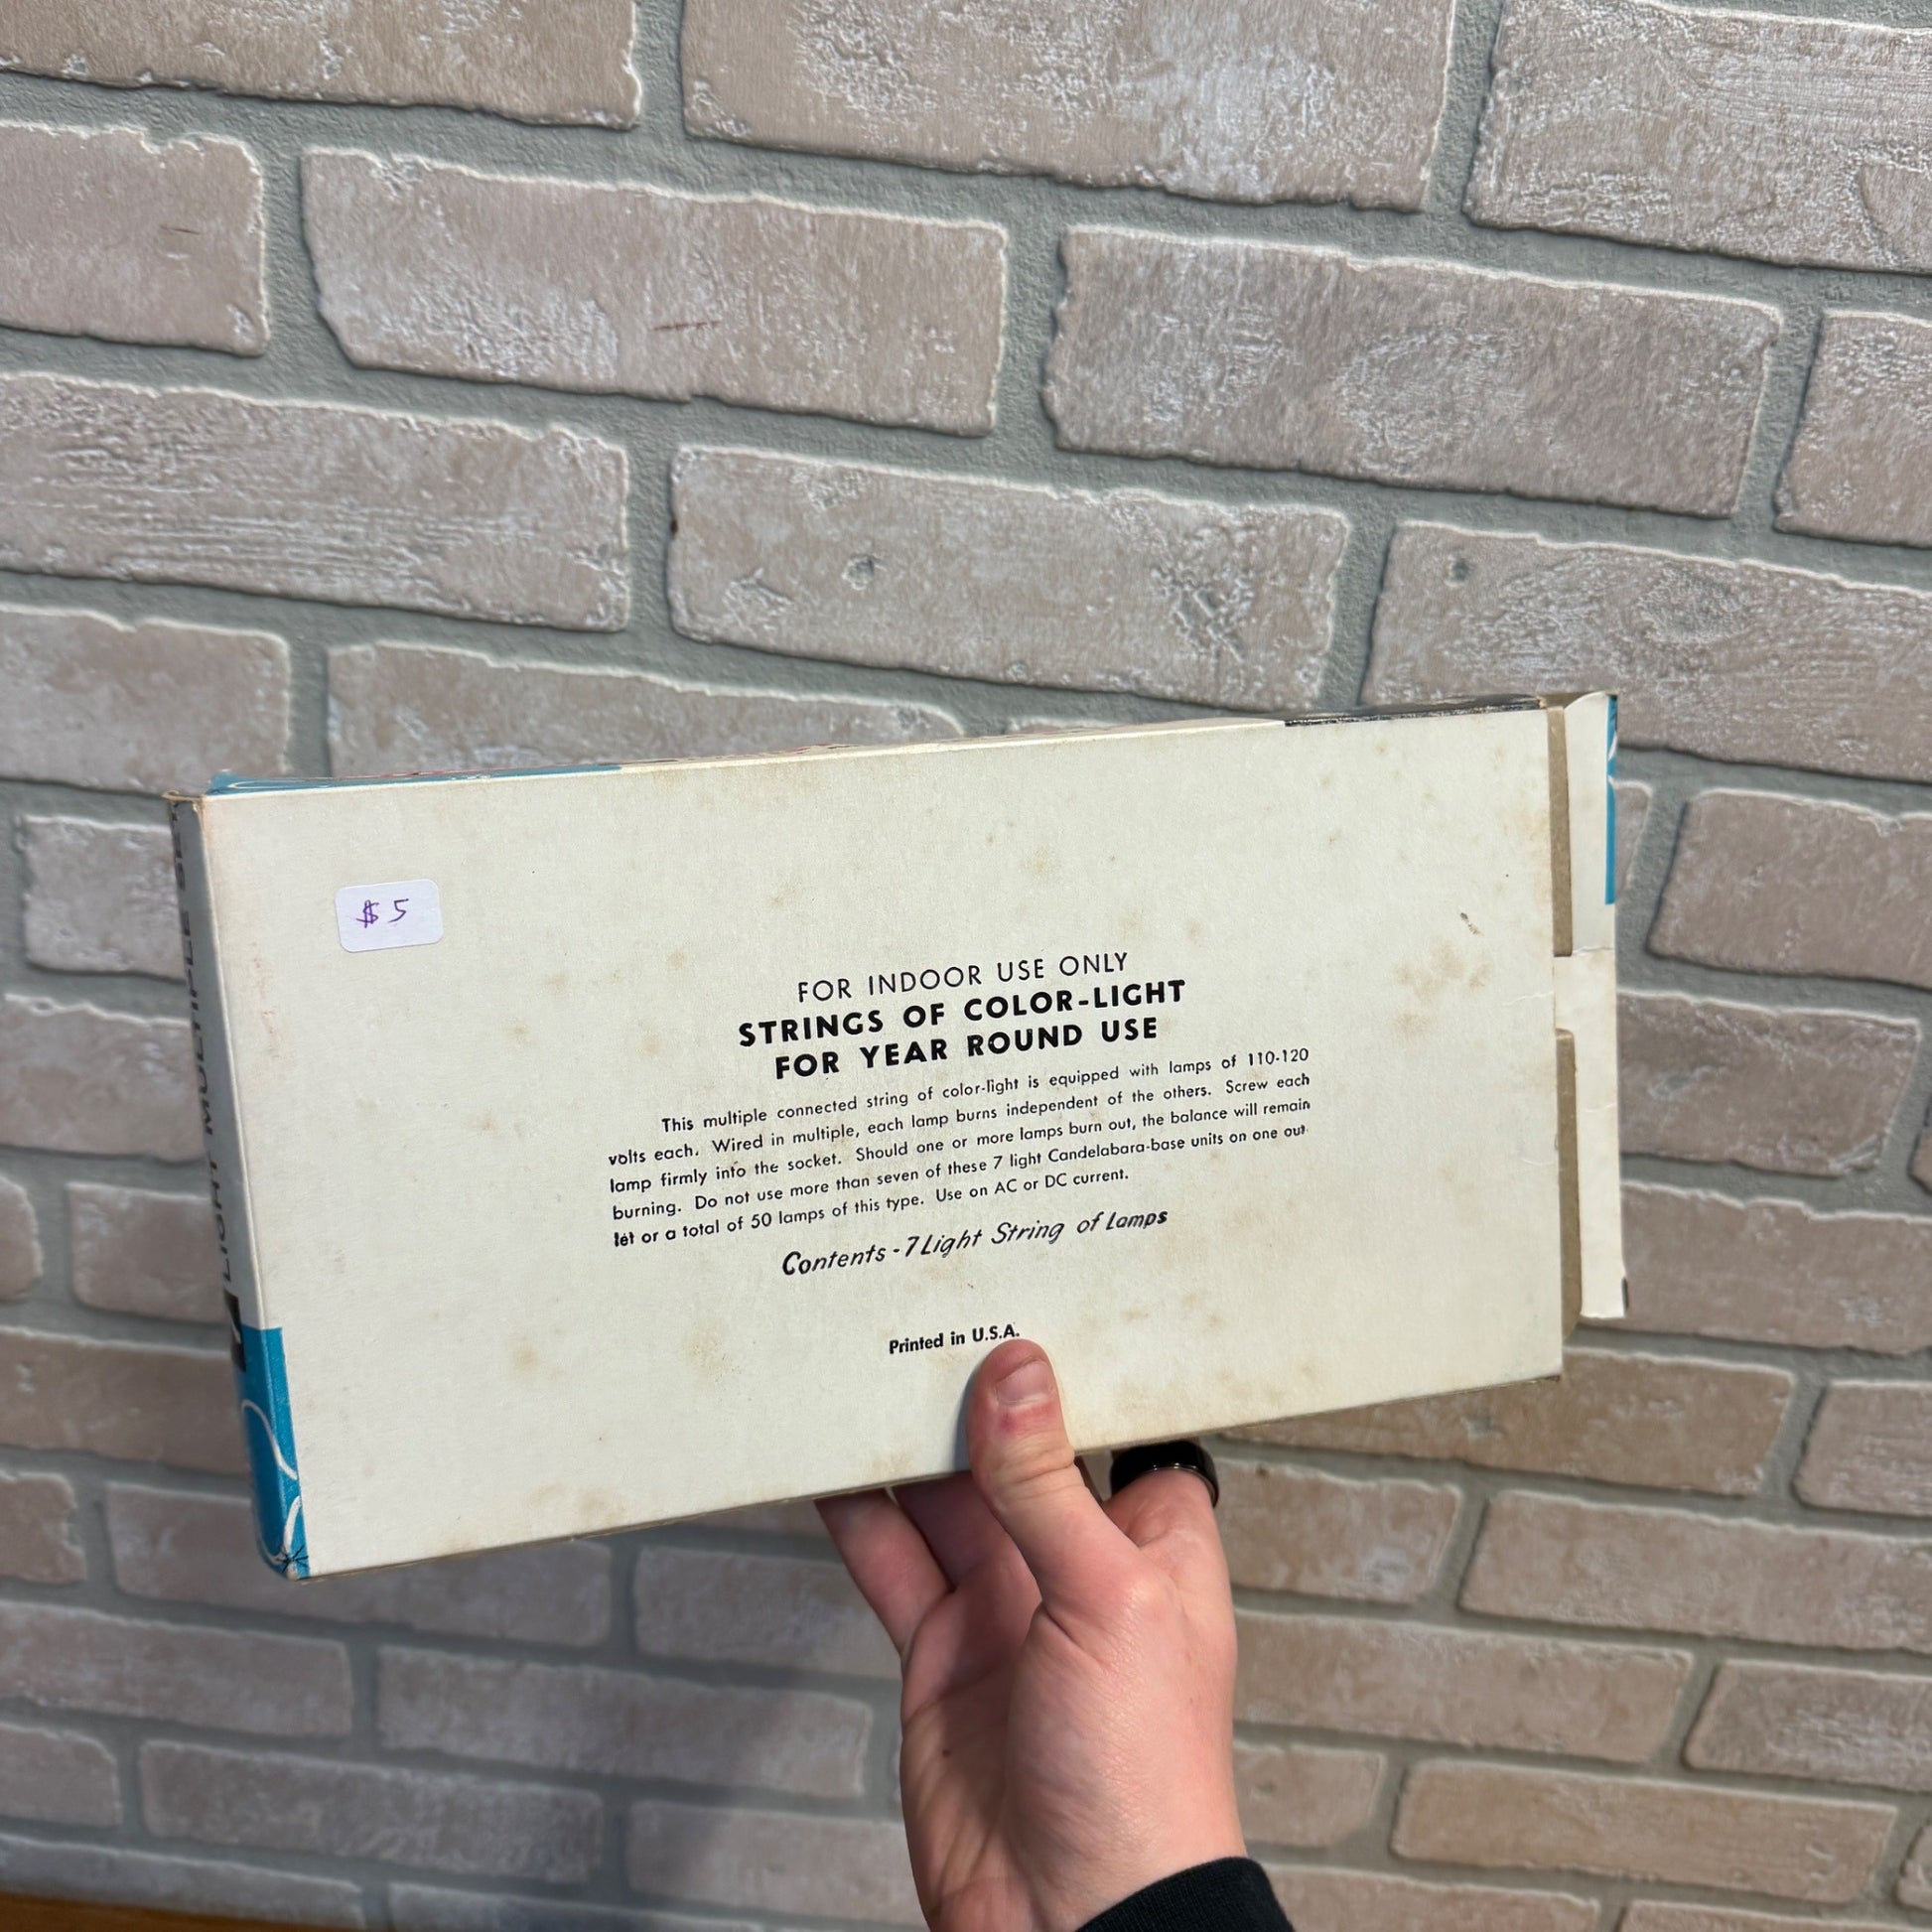 $5
FOR INDOOR USE ONLY
STRINGS OF COLOR-LIGHT
FOR YEAR ROUND USE
This multiple connected string of color-light is equipped with lamps of 110-120
volts each. Wired in multiple, each lamp burns independent of the others. Screw each
lamp firmly into the socket. Should one or more lamps burn out, the balance will remain
burning. Do not use more than seven of these 7 light Candelabara-base units on one out
let or a total of 50 lamps of this type. Use on AC or DC current.
Contents - 7 Light String of Lamps
Printed in U.S.A.
7 LIGHT MULTIPLE